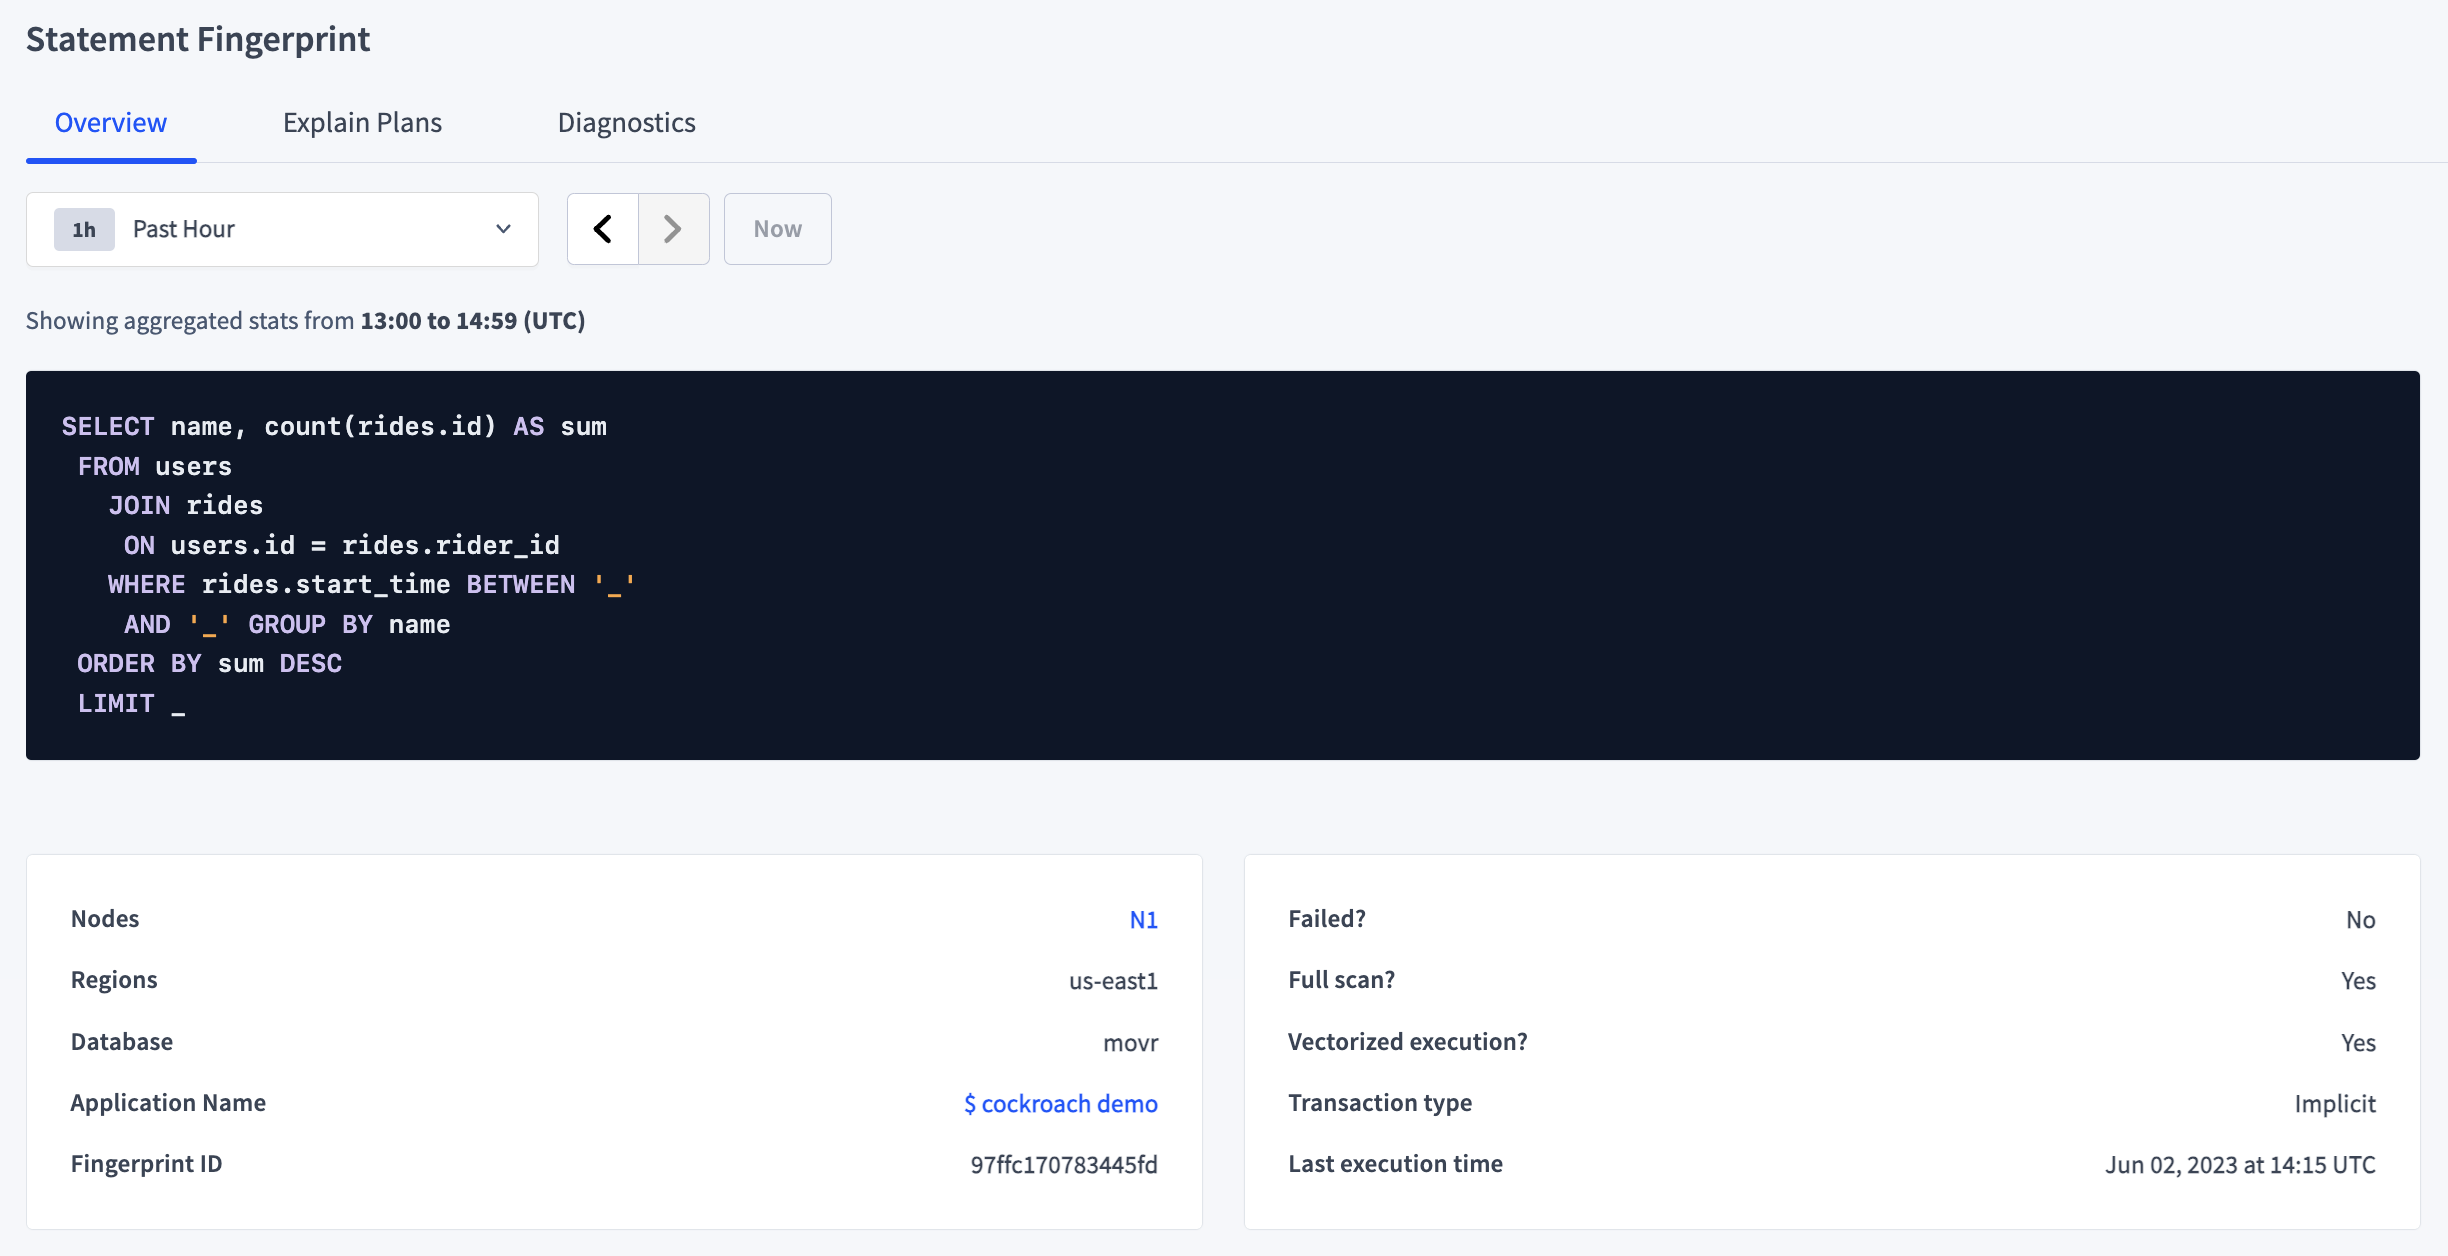 Statement Fingerprint
Overview Explain Plans Diagnostics
1h Past Hour Now
Showing aggregated stats from 13:00 to 14:59 (UTC)
SELECT name, count(rides.id) AS sum
FROM users
JOIN rides
ON users.id = rides.rider_id
WHERE rides.start_time BETWEEN '_'
AND '_' GROUP BY name
ORDER BY sum DESC
LIMIT _
Nodes N1
Regions us-east1
Database movr
Application Name $ cockroach demo
Fingerprint ID 97ffc170783445fd
Failed? No
Full scan? Yes
Vectorized execution? Yes
Transaction type Implicit
Last execution time Jun 02, 2023 at 14:15 UTC